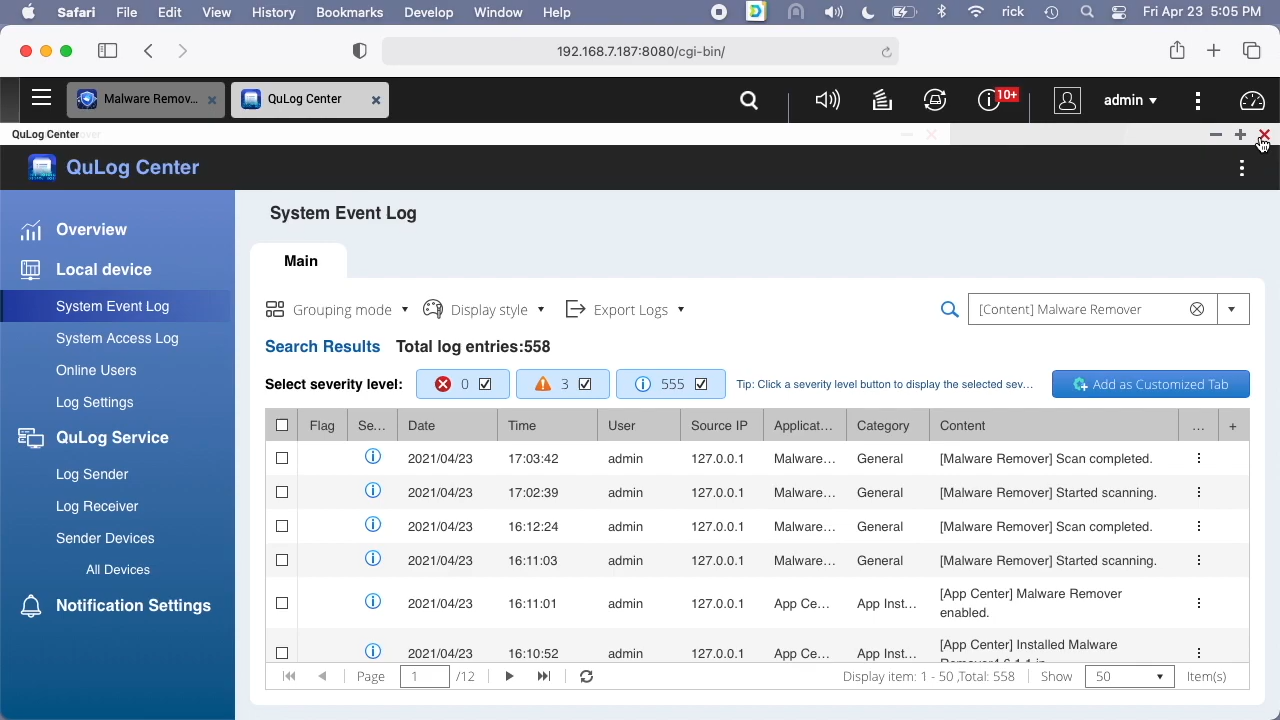 Safari File Edit View History Bookmarks Develop Window Help rick Fri Apr 23 5:05 PM
192.168.7.187:8080/cgi-bin/
Malware Remov... QuLog Center 10+ admin
QuLog Center
QuLog Center
Overview
Local device
System Event Log
System Access Log
Online Users
Log Settings
QuLog Service
Log Sender
Log Receiver
Sender Devices
All Devices
Notification Settings
System Event Log
Main
Grouping mode Display style Export Logs [Content] Malware Remover
Search Results Total log entries:558
Select severity level: 0 3 555 Tip: Click a severity level button to display the selected sev... Add as Customized Tab
Flag Se... Date Time User Source IP Applicat... Category Content ... +
2021/04/23 17:03:42 admin 127.0.0.1 Malware... General [Malware Remover] Scan completed.
2021/04/23 17:02:39 admin 127.0.0.1 Malware... General [Malware Remover] Started scanning.
2021/04/23 16:12:24 admin 127.0.0.1 Malware... General [Malware Remover] Scan completed.
2021/04/23 16:11:03 admin 127.0.0.1 Malware... General [Malware Remover] Started scanning.
2021/04/23 16:11:01 admin 127.0.0.1 App Ce... App Inst... [App Center] Malware Remover
enabled.
2021/04/23 16:10:52 admin 127.0.0.1 App Ce... App Inst... [App Center] Installed Malware
Page 1 /12 Display item: 1 - 50 ,Total: 558 Show 50 Item(s)